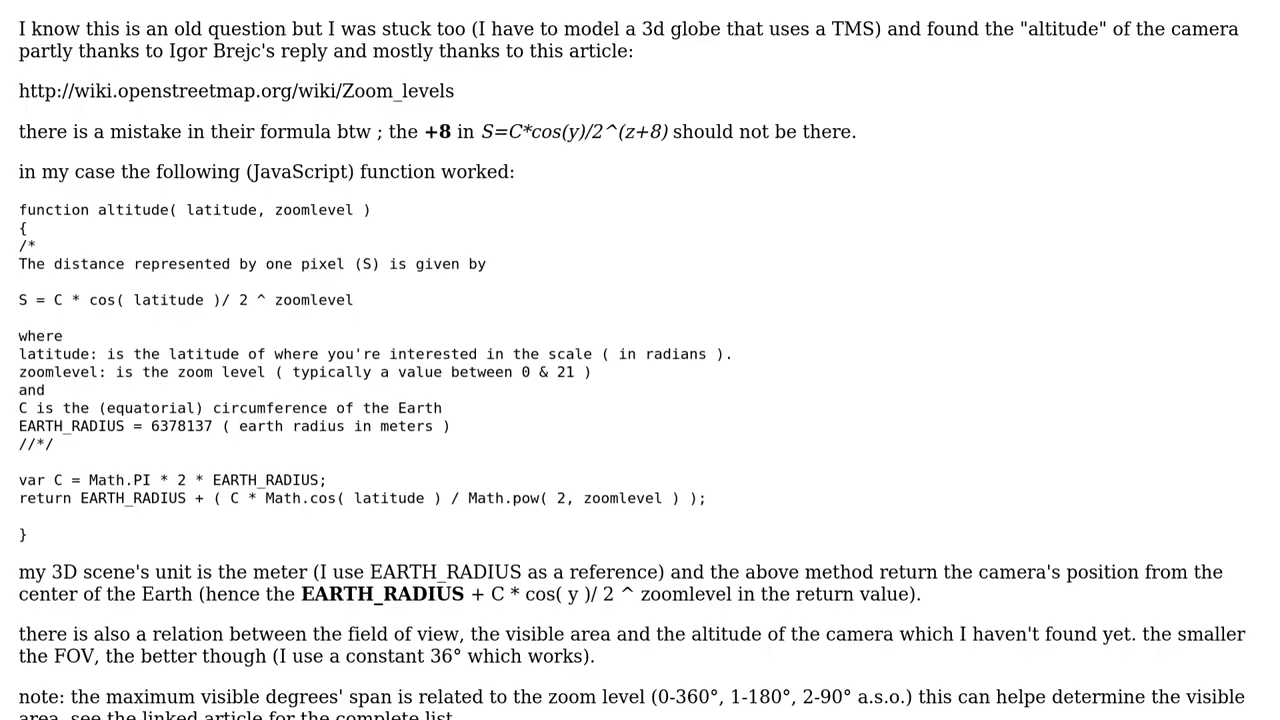 I know this is an old question but I was stuck too (I have to model a 3d globe that uses a TMS) and found the "altitude" of the camera
partly thanks to Igor Brejc's reply and mostly thanks to this article:
http://wiki.openstreetmap.org/wiki/Zoom_levels
there is a mistake in their formula btw ; the +8 in S=C*cos(y)/2^(z+8) should not be there.
in my case the following (JavaScript) function worked:
function altitude( latitude, zoomlevel )
{
/*
The distance represented by one pixel (S) is given by
S = C * cos( latitude )/ 2 ^ zoomlevel
where
latitude: is the latitude of where you're interested in the scale ( in radians ).
zoomlevel: is the zoom level ( typically a value between 0 & 21 )
and
C is the (equatorial) circumference of the Earth
EARTH_RADIUS = 6378137 ( earth radius in meters )
//*/
var C = Math.PI * 2 * EARTH_RADIUS;
return EARTH_RADIUS + ( C * Math.cos( latitude ) / Math.pow( 2, zoomlevel ) );
}
my 3D scene's unit is the meter (I use EARTH_RADIUS as a reference) and the above method return the camera's position from the
center of the Earth (hence the EARTH_RADIUS + C * cos( y )/ 2 ^ zoomlevel in the return value).
there is also a relation between the field of view, the visible area and the altitude of the camera which I haven't found yet. the smaller
the FOV, the better though (I use a constant 36° which works).
note: the maximum visible degrees' span is related to the zoom level (0-360°, 1-180°, 2-90° a.s.o.) this can helpe determine the visible
area, see the linked article for the complete list